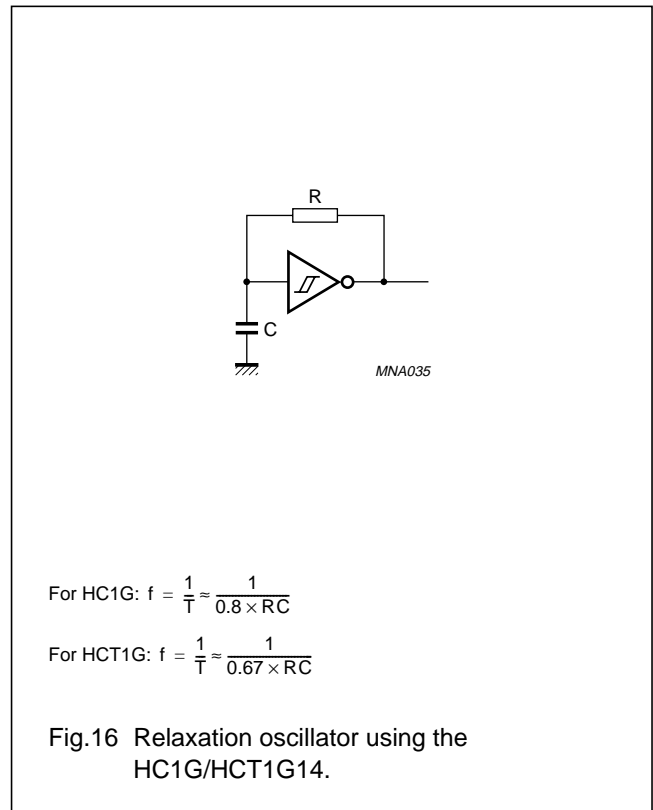 R
C
MNA035
For HC1G: f = 1/T ≈ 1/(0.8 × RC)
For HCT1G: f = 1/T ≈ 1/(0.67 × RC)
Fig.16 Relaxation oscillator using the
HC1G/HCT1G14.